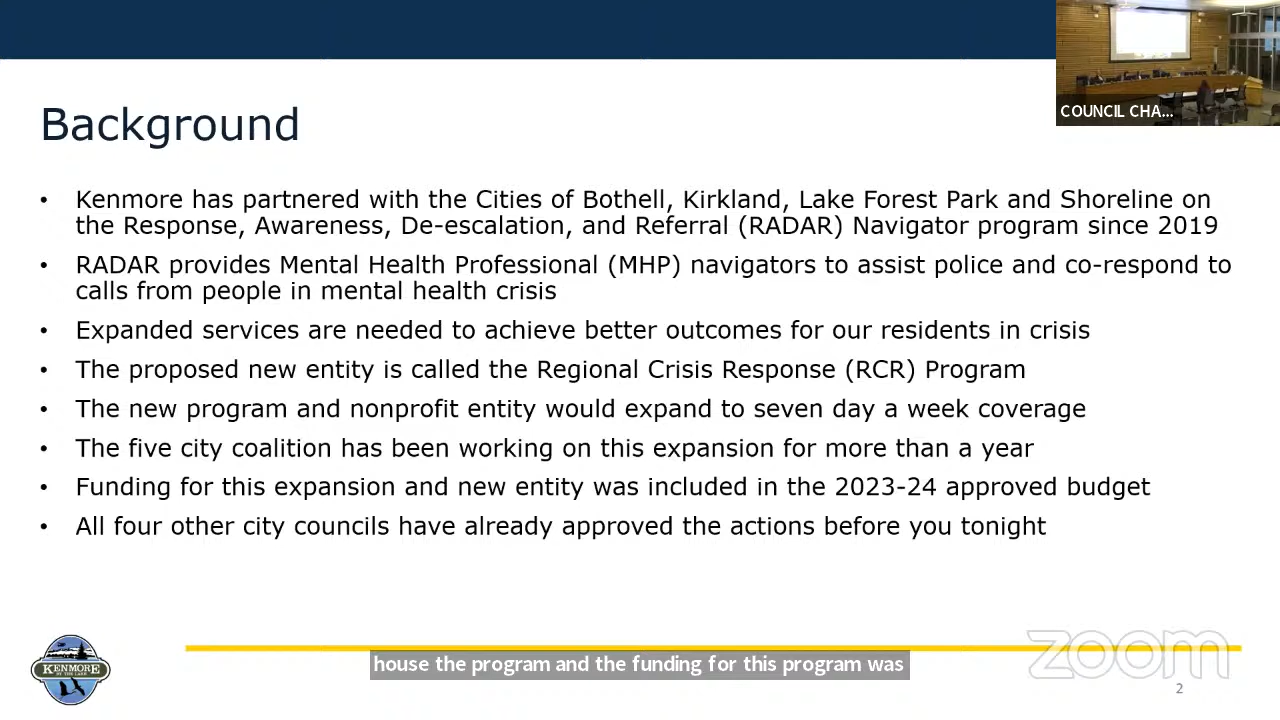 COUNCIL CHA...
Background
• Kenmore has partnered with the Cities of Bothell, Kirkland, Lake Forest Park and Shoreline on
the Response, Awareness, De-escalation, and Referral (RADAR) Navigator program since 2019
• RADAR provides Mental Health Professional (MHP) navigators to assist police and co-respond to
calls from people in mental health crisis
• Expanded services are needed to achieve better outcomes for our residents in crisis
• The proposed new entity is called the Regional Crisis Response (RCR) Program
• The new program and nonprofit entity would expand to seven day a week coverage
• The five city coalition has been working on this expansion for more than a year
• Funding for this expansion and new entity was included in the 2023-24 approved budget
• All four other city councils have already approved the actions before you tonight
KENMORE
BY THE LAKE
house the program and the funding for this program was
zoom
2